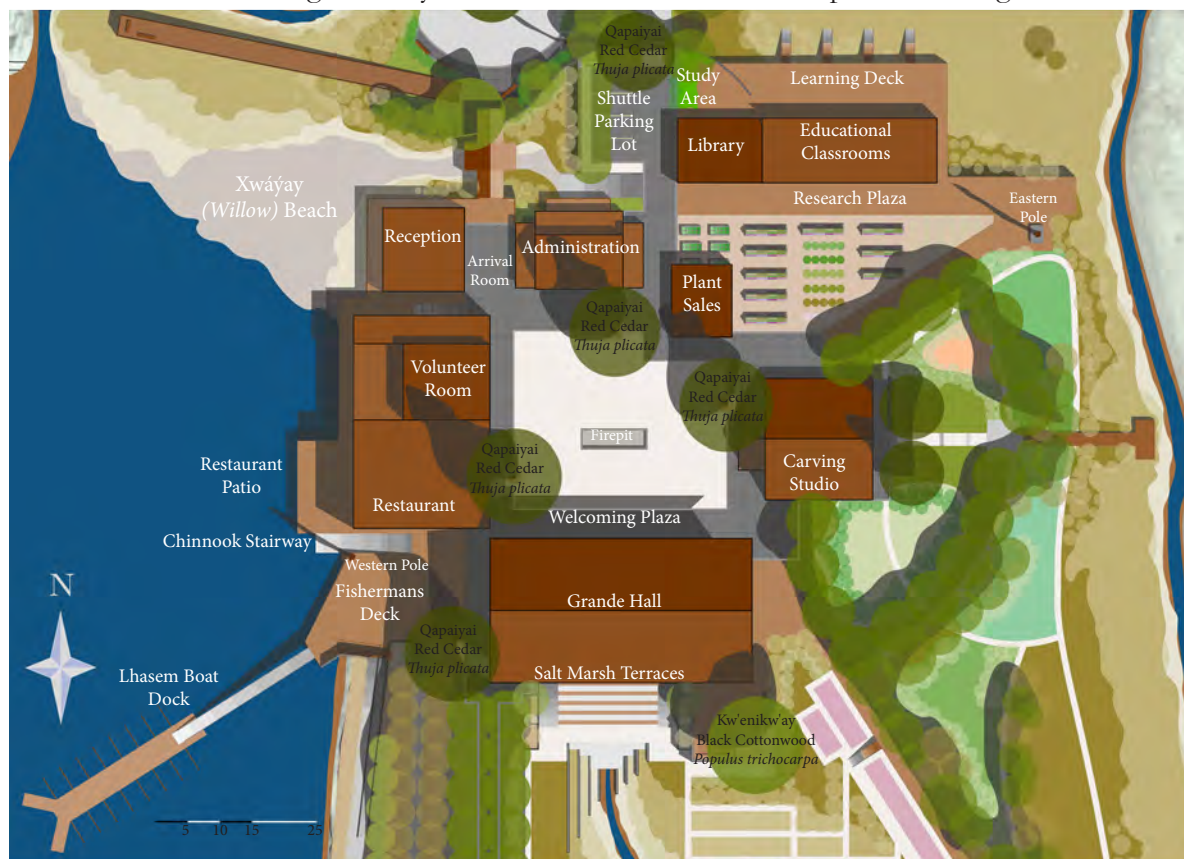 Qapaiyai
Red Cedar
Thuja plicata
Study
Area
Learning Deck
Shuttle
Parking
Lot
Library
Educational
Classrooms
Xwáýay
(Willow) Beach
Research Plaza
Eastern
Pole
Reception
Arrival
Room
Administration
Plant
Sales
Qapaiyai
Red Cedar
Thuja plicata
Volunteer
Room
Qapaiyai
Red Cedar
Thuja plicata
Firepit
Qapaiyai
Red Cedar
Thuja plicata
Restaurant
Patio
Restaurant
Carving
Studio
Welcoming Plaza
Chinnook Stairway
Western Pole
Fishermans
Deck
N
Grande Hall
Qapaiyai
Red Cedar
Thuja plicata
Salt Marsh Terraces
Lhasem Boat
Dock
Kw'enikw'ay
Black Cottonwood
Populus trichocarpa
5 10 15 25